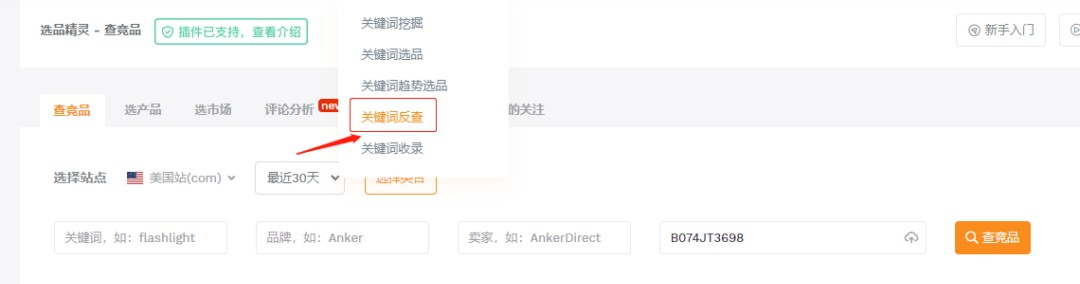 关键词挖掘
选品精灵 - 查竞品
插件已支持，查看介绍
新手入门
关键词选品
关键词趋势选品
查竞品
选产品
选市场
评论分析
new
的关注
关键词反查
关键词收录
选择站点
美国站(com)
最近30天
选择类目
关键词，如：flashlight
品牌，如：Anker
卖家，如：AnkerDirect
B074JT3698
查竞品